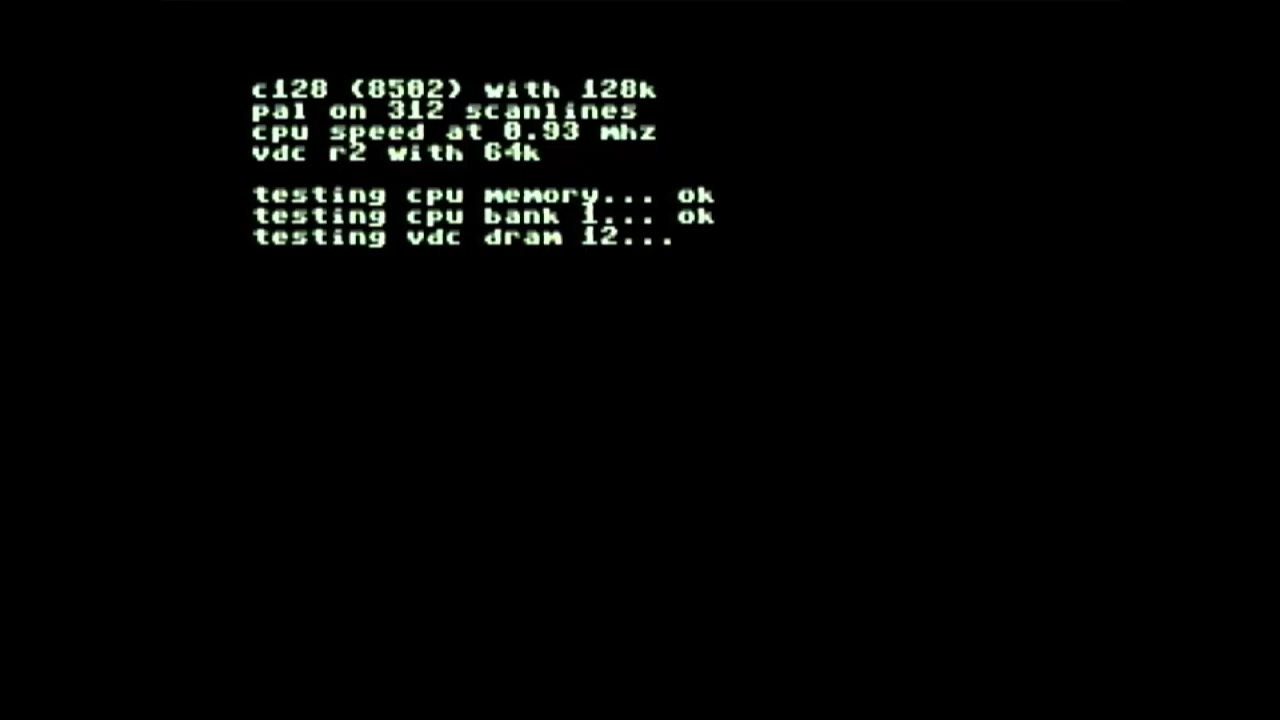 c128 (8502) with 128k
pal on 312 scanlines
cpu speed at 0.93 mhz
vdc r2 with 64k
testing cpu memory... ok
testing cpu bank 1... ok
testing vdc dram 12...